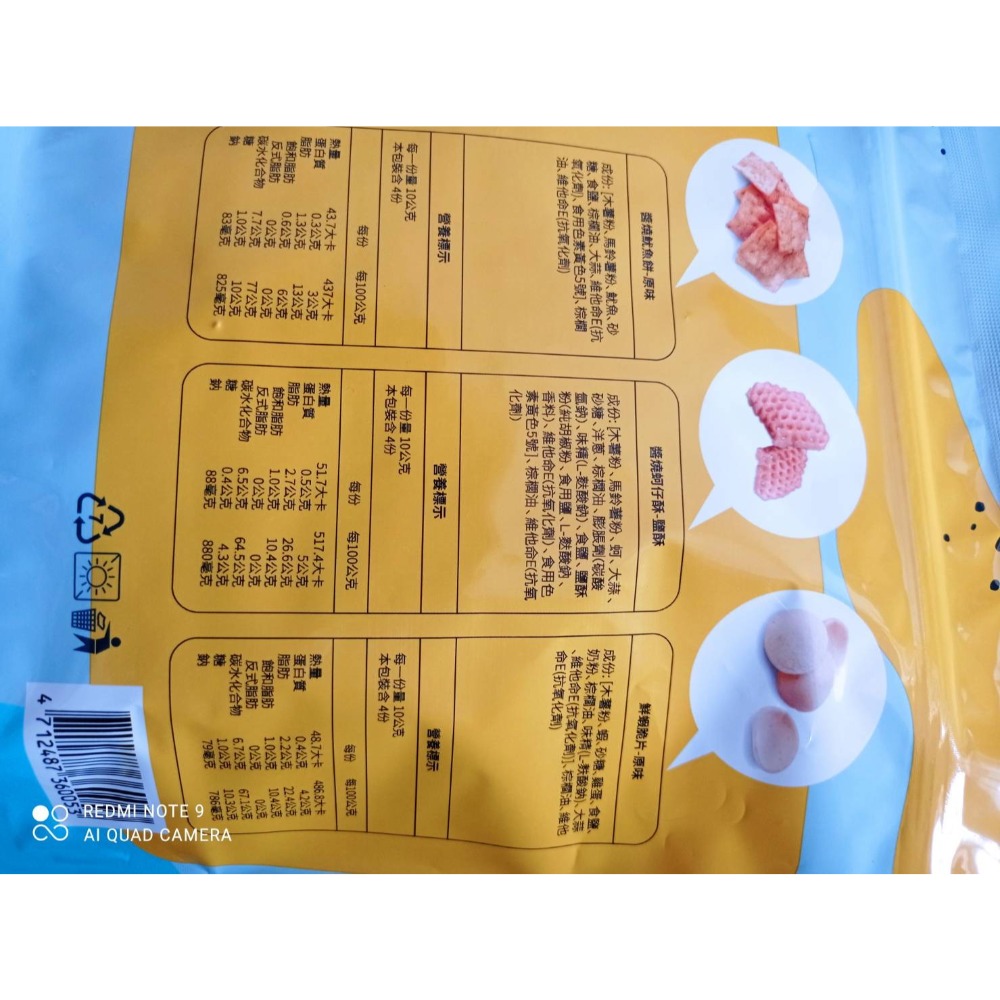 醬燒魷魚餅-原味
成份: [木薯粉、馬鈴薯粉、魷魚、砂
糖、食鹽、棕櫚油、大蒜、維他命E(抗
氧化劑)、食用色素黃色5號]、棕櫚
油、維他命E(抗氧化劑)
營養標示
每一份量 10公克
本包裝含 4份
每份 每100公克
熱量 43.7大卡 437大卡
蛋白質 0.3公克 3公克
脂肪 1.3公克 13公克
飽和脂肪 0.6公克 6公克
反式脂肪 0公克 0公克
碳水化合物 7.7公克 77公克
糖 1.0公克 10公克
鈉 83毫克 825毫克
醬燒蚵仔酥-鹽酥
成份: [木薯粉、馬鈴薯粉、蚵、大蒜、
砂糖、洋蔥、棕櫚油、膨脹劑(碳酸
氫鈉)、味精(L-麩酸鈉)、食鹽、鹽酥
粉(糾胡椒粉、食用鹽、L-麩酸鈉、
香料)、維他命E(抗氧化劑)、食用色
素黃色5號]、棕櫚油、維他命E(抗氧
化劑)
營養標示
每一份量 10公克
本包裝含 4份
每份 每100公克
熱量 51.7大卡 517.4大卡
蛋白質 0.5公克 5公克
脂肪 2.7公克 26.6公克
飽和脂肪 1.0公克 10.4公克
反式脂肪 0公克 0公克
碳水化合物 6.5公克 64.5公克
糖 0.4公克 4.3公克
鈉 88毫克 880毫克
鮮蝦脆片-原味
成份: [木薯粉、蝦、砂糖、雞蛋、食鹽、
奶粉、棕櫚油、味精(L-麩酸鈉)、大蒜
、維他命E(抗氧化劑)]、棕櫚油、維他
命E(抗氧化劑)
營養標示
每一份量 10公克
本包裝含 4份
每份 每100公克
熱量 48.7大卡 486.8大卡
蛋白質 0.4公克 4.2公克
脂肪 2.2公克 22.4公克
飽和脂肪 1.0公克 10.4公克
反式脂肪 0公克 0公克
碳水化合物 6.7公克 67.1公克
糖 1.0公克 10.3公克
鈉 79毫克 786毫克
4 712487 360053
REDMI NOTE 9
AI QUAD CAMERA